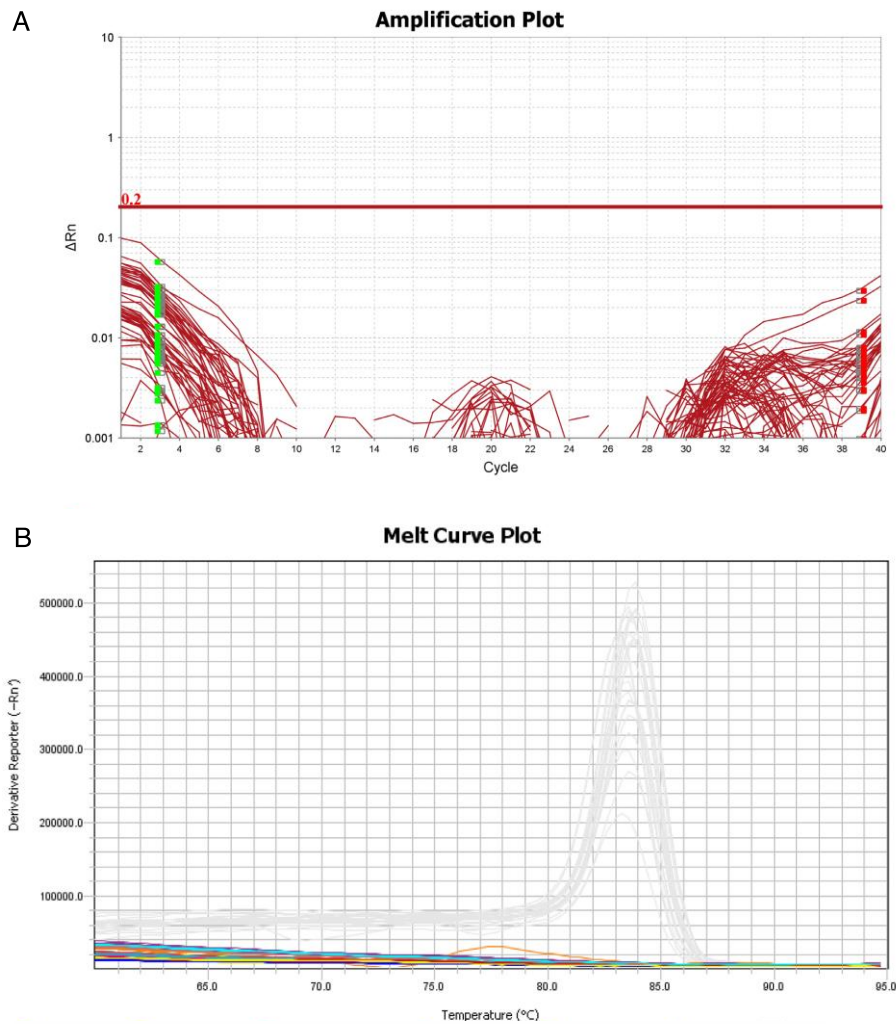 A
Amplification Plot
10
1
0.2
0.1
0.01
0.001
ΔRn
2 4 6 8 10 12 14 16 18 20 22 24 26 28 30 32 34 36 38 40
Cycle
B
Melt Curve Plot
500000.0
400000.0
300000.0
200000.0
100000.0
Derivative Reporter (-Rn')
65.0 70.0 75.0 80.0 85.0 90.0 95.0
Temperature (°C)